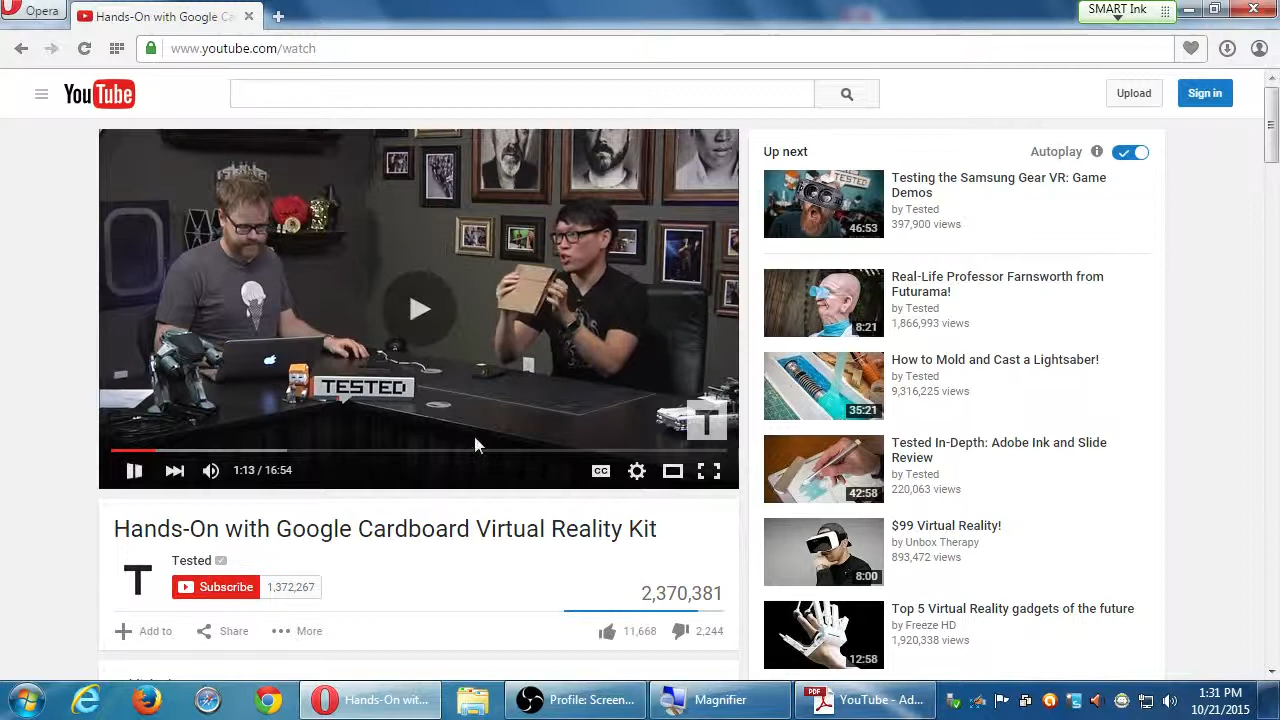 Opera
Hands-On with Google Ca
SMART Ink
www.youtube.com/watch
YouTube
Upload
Sign in
Up next
Autoplay
Testing the Samsung Gear VR: Game
Demos
by Tested
397,900 views
46:53
Real-Life Professor Farnsworth from
Futurama!
by Tested
1,866,993 views
8:21
How to Mold and Cast a Lightsaber!
by Tested
9,316,225 views
35:21
Tested In-Depth: Adobe Ink and Slide
Review
by Tested
220,063 views
42:58
$99 Virtual Reality!
by Unbox Therapy
893,472 views
8:00
Top 5 Virtual Reality gadgets of the future
by Freeze HD
1,920,338 views
12:58
TESTED
T
1:13 / 16:54
CC
Hands-On with Google Cardboard Virtual Reality Kit
T
Tested
Subscribe
1,372,267
2,370,381
Add to
Share
More
11,668
2,244
Hands-On wit...
Profile: Screen...
Magnifier
PDF
YouTube - Ad...
1:31 PM
10/21/2015